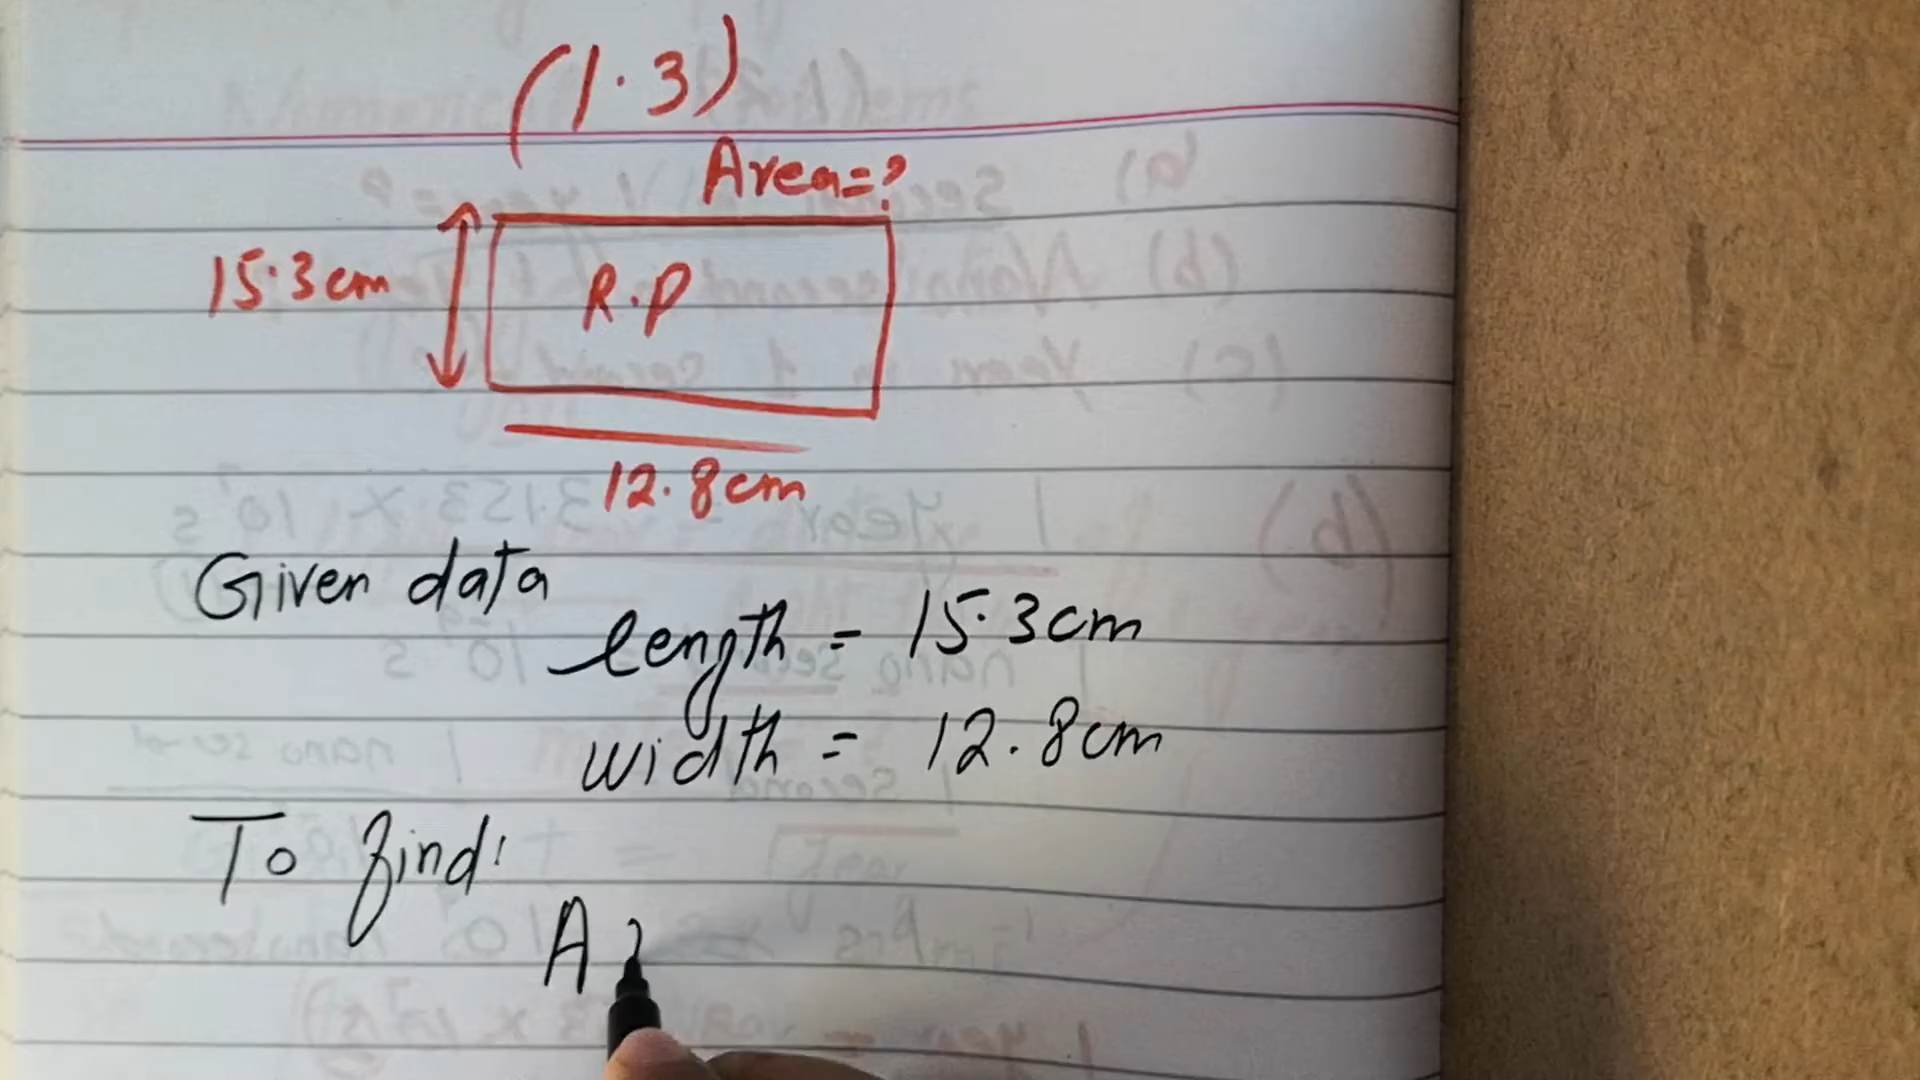 (1.3)
Area=?
15.3cm
R.P
12.8cm
Given data
length = 15.3cm
width = 12.8cm
To find:
A